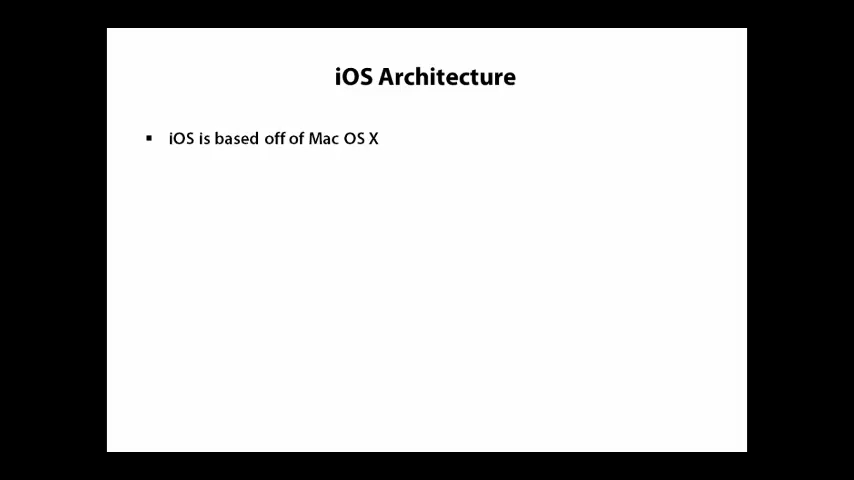 iOS Architecture
▪ iOS is based off of Mac OS X